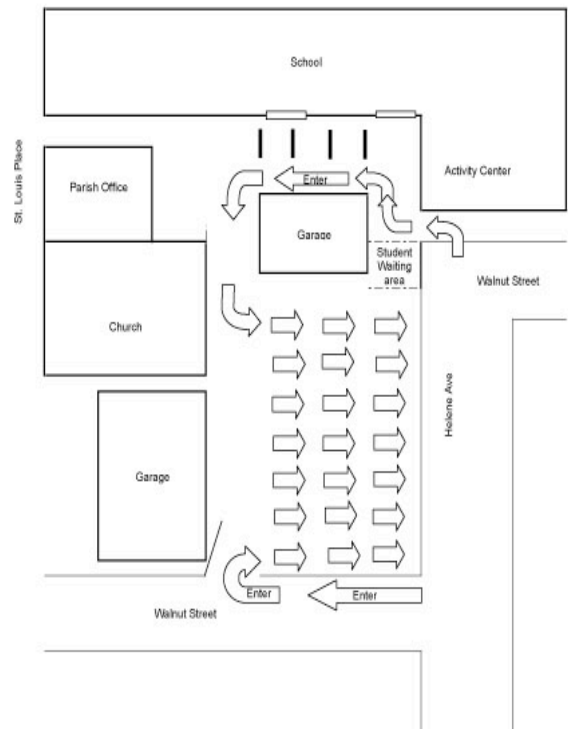 School
St. Louis Place
Parish Office
Enter
Activity Center
Garage
Student
Waiting
area
Walnut Street
Church
Helene Ave
Garage
Enter
Enter
Walnut Street